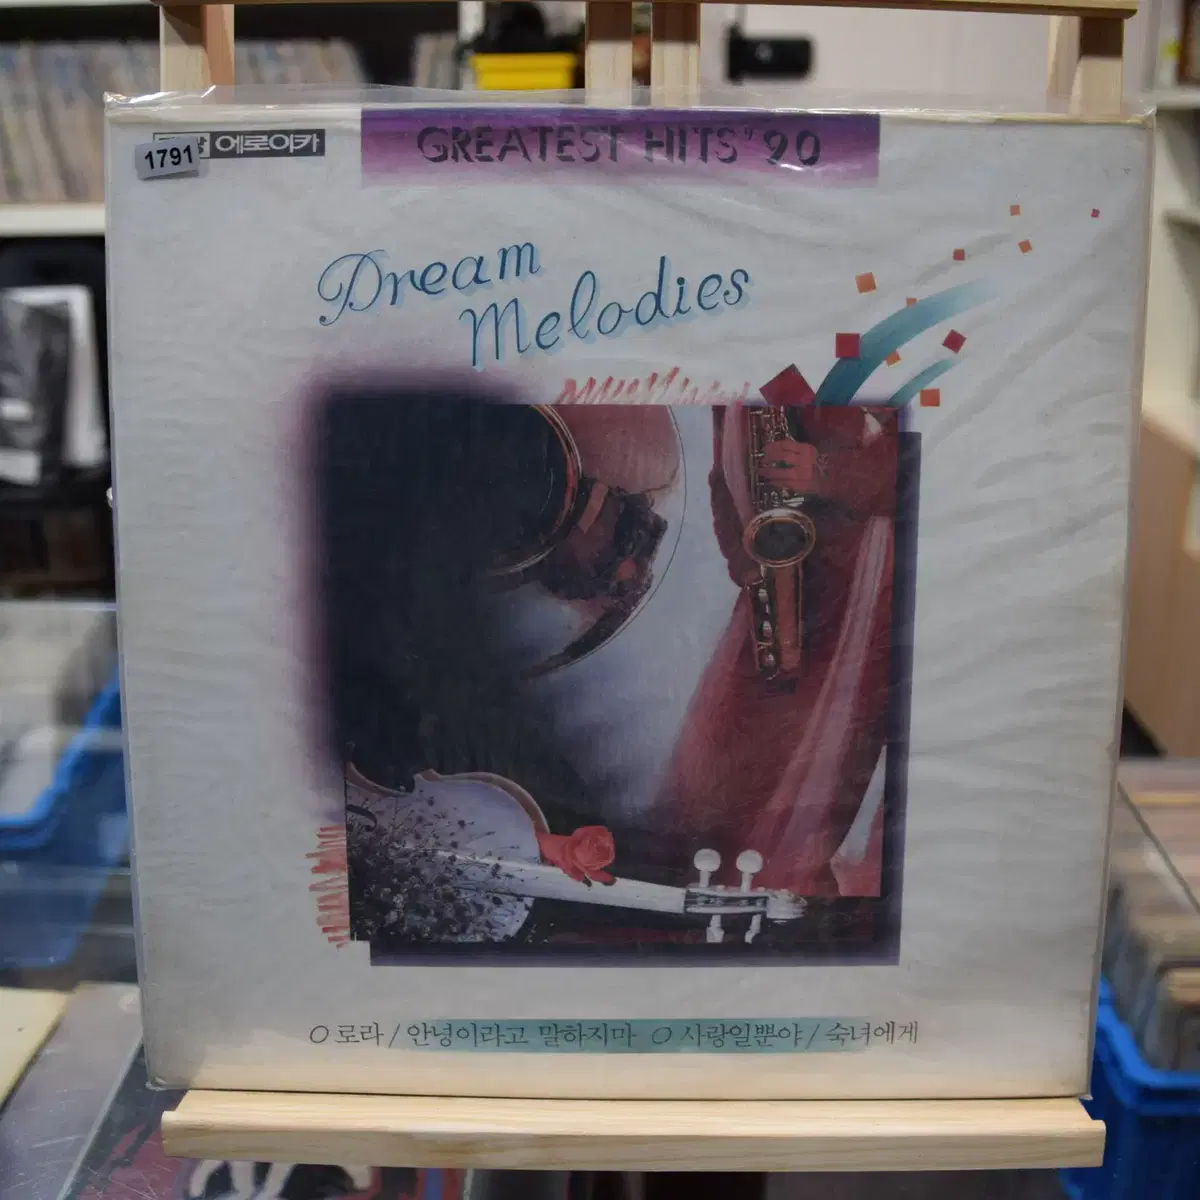 1791
에로이카
GREATEST HITS '90
Dream
Melodies
O 로라 / 안녕이라고 말하지마 O 사랑일뿐야 / 숙녀에게